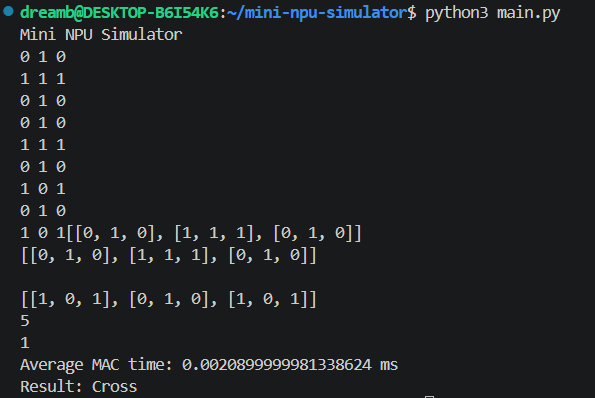 dreamb@DESKTOP-B6I54K6:~/mini-npu-simulator$ python3 main.py
Mini NPU Simulator
0 1 0
1 1 1
0 1 0
0 1 0
1 1 1
0 1 0
1 0 1
0 1 0
1 0 1[[0, 1, 0], [1, 1, 1], [0, 1, 0]]
[[0, 1, 0], [1, 1, 1], [0, 1, 0]]

[[1, 0, 1], [0, 1, 0], [1, 0, 1]]
5
1
Average MAC time: 0.0020899999981338624 ms
Result: Cross